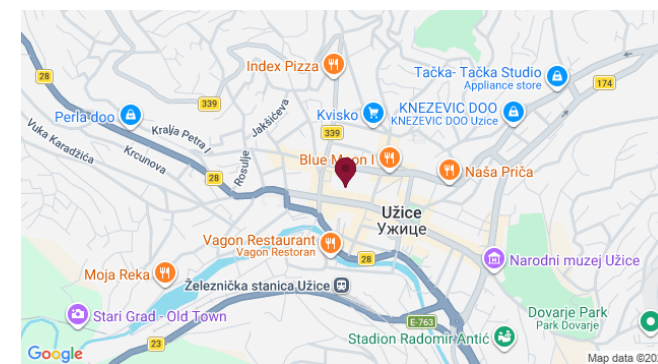 Index Pizza
Tačka- Tačka Studio
Appliance store
28
174
339
Perla doo
Kvisko
KNEZEVIC DOO
KNEZEVIC DOO Uzice
Jakšićeva
Kralja Petra I
339
Vuka Karadžića
Krcunova
Rosulje
Blue Moon I
Naša Priča
28
Užice
Ужице
Vagon Restaurant
Vagon Restoran
28
Narodni muzej Užice
Moja Reka
Železnička stanica Užice
Stari Grad - Old Town
Dovarje Park
Park Dovarje
E-763
Stadion Radomir Antić
23
Google
Map data ©20